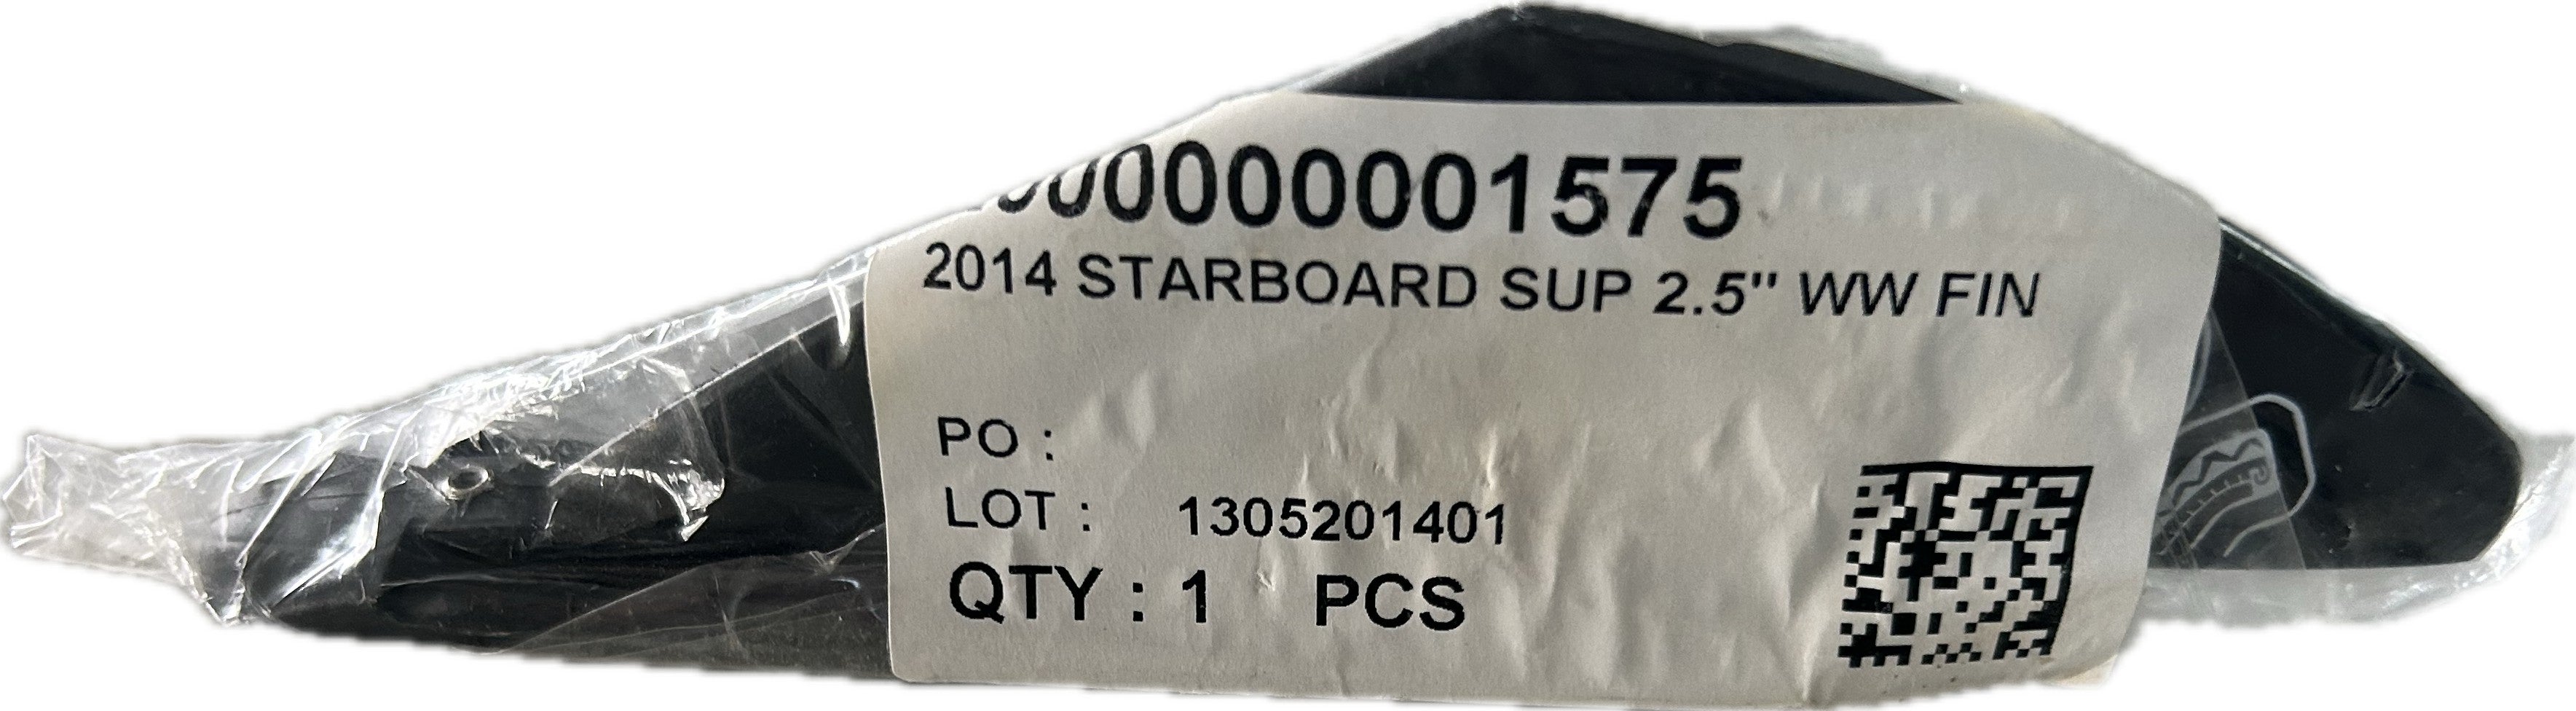 000000001575
2014 STARBOARD SUP 2.5" WW FIN
PO :
LOT : 1305201401
QTY : 1 PCS